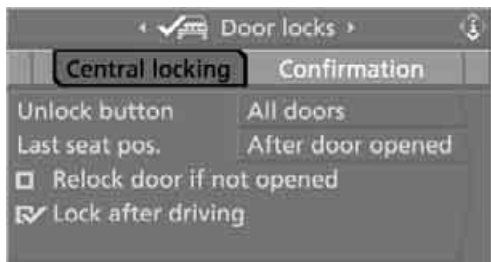 Door locks
Central locking Confirmation
Unlock button All doors
Last seat pos. After door opened
Relock door if not opened
Lock after driving